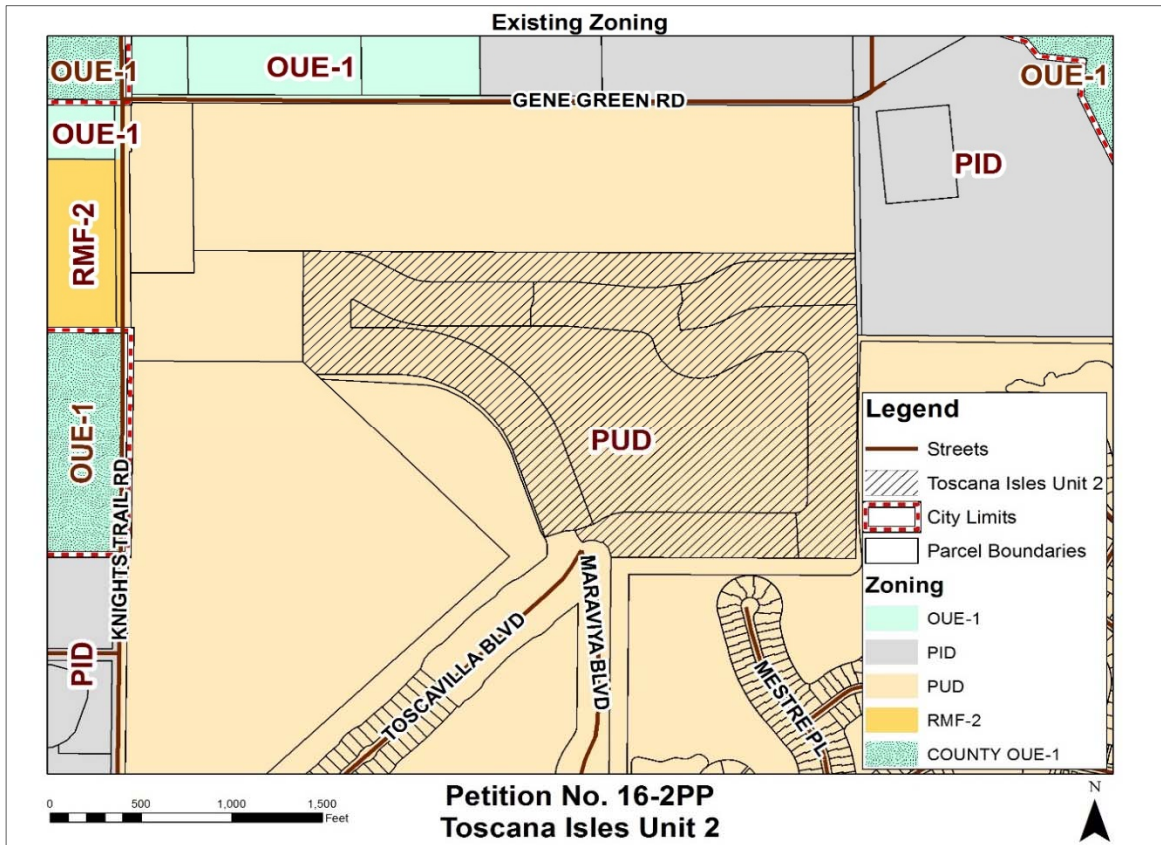 Existing Zoning
OUE-1
OUE-1
OUE-1
GENE GREEN RD
OUE-1
PID
RMF-2
OUE-1
KNIGHTS TRAIL RD
PUD
PID
TOSCAVILLA BLVD
MARAVIYA BLVD
MESTRE PL
Legend
Streets
Toscana Isles Unit 2
City Limits
Parcel Boundaries
Zoning
OUE-1
PID
PUD
RMF-2
COUNTY OUE-1
0 500 1,000 1,500
Feet
Petition No. 16-2PP
Toscana Isles Unit 2
N